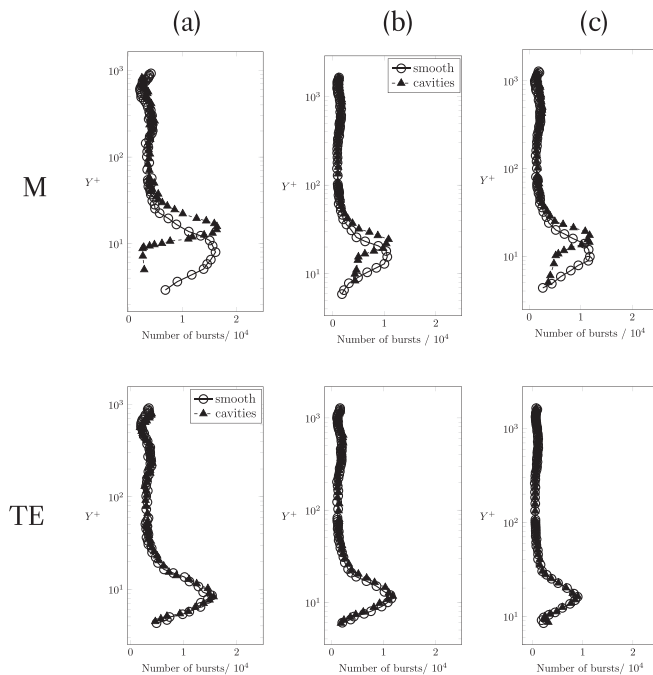 (a) (b) (c)
M
10³
10²
10¹
Y⁺
0 1 2
Number of bursts/ 10⁴
smooth
cavities
10³
10²
10¹
Y⁺
0 1 2
Number of bursts / 10⁴
10³
10²
10¹
Y⁺
0 1 2
Number of bursts / 10⁴
TE
smooth
cavities
10³
10²
10¹
Y⁺
0 1 2
Number of bursts/ 10⁴
10³
10²
10¹
Y⁺
0 1 2
Number of bursts/ 10⁴
10³
10²
10¹
Y⁺
0 1 2
Number of bursts/ 10⁴